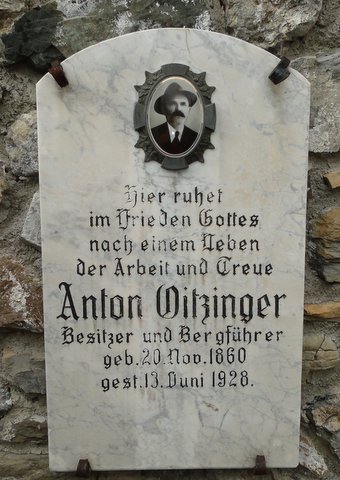 Hier ruhet
im Frieden Gottes
nach einem Leben
der Arbeit und Treue
Anton Oitzinger
Besitzer und Bergführer
geb. 20. Nov. 1860
gest. 13. Juni 1928.